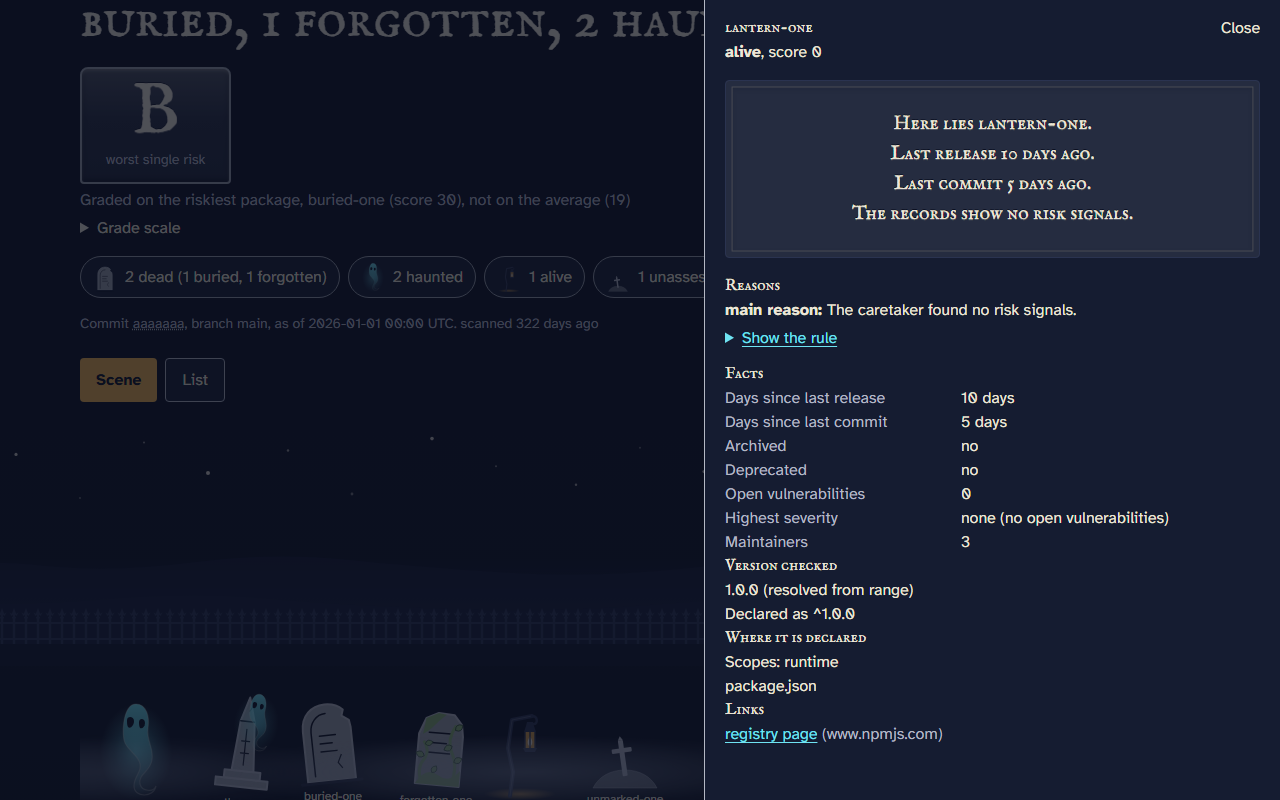 BURIED, 1 FORGOTTEN, 2
B
worst single risk
Graded on the riskiest package, buried-one (score 30), not on the average (19)
Grade scale
2 dead (1 buried, 1 forgotten)
2 haunted
1 alive
Commit aaaaaaa, branch main, as of 2026-01-01 00:00 UTC. scanned 322 days ago
Scene
List
buried-one
unmarked-one
lantern-one
Close
alive, score 0
Here lies lantern-one.
Last release 10 days ago.
Last commit 5 days ago.
The records show no risk signals.
Reasons
main reason: The caretaker found no risk signals.
Show the rule
Facts
Days since last release 10 days
Days since last commit 5 days
Archived no
Deprecated no
Open vulnerabilities 0
Highest severity none (no open vulnerabilities)
Maintainers 3
Version checked
1.0.0 (resolved from range)
Declared as ^1.0.0
Where it is declared
Scopes: runtime
package.json
Links
registry page (www.npmjs.com)